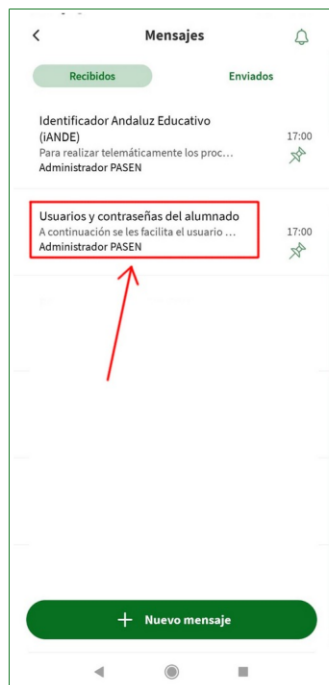 Mensajes
Recibidos
Enviados
Identificador Andaluz Educativo
(iANDE)
17:00
Para realizar telemáticamente los proc...
Administrador PASEN
Usuarios y contraseñas del alumnado
A continuación se les facilita el usuario ...
17:00
Administrador PASEN
+ Nuevo mensaje